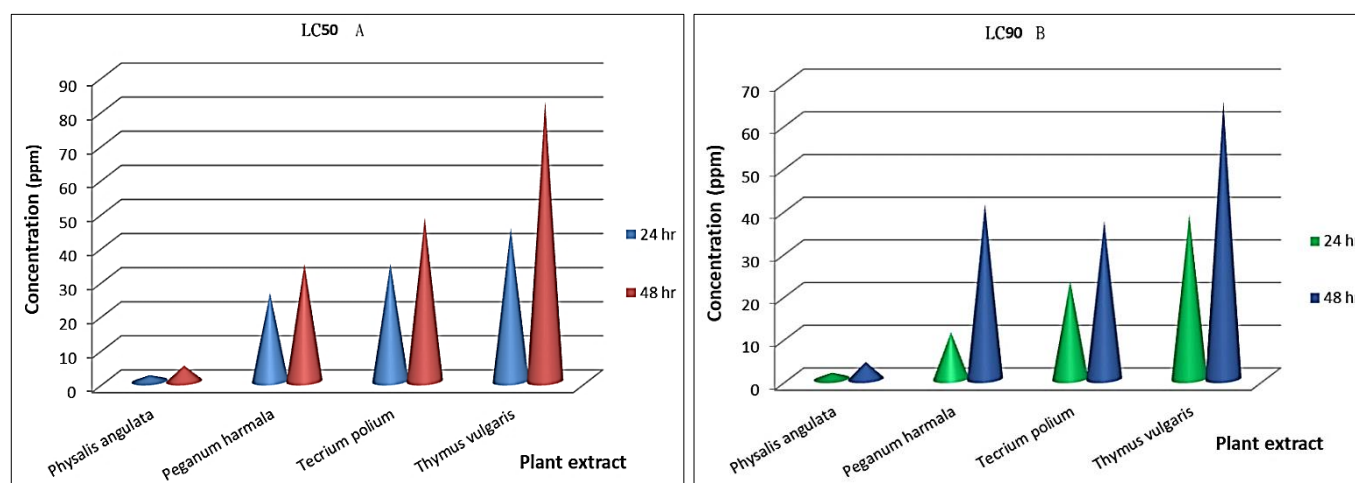 LC50 A
Concentration (ppm)
90
80
70
60
50
40
30
20
10
0
Physalis angulata
Peganum harmala
Tecrium polium
Thymus vulgaris
Plant extract
24 hr
48 hr
LC90 B
Concentration (ppm)
70
60
50
40
30
20
10
0
Physalis angulata
Peganum harmala
Tecrium polium
Thymus vulgaris
Plant extract
24 hr
48 hr